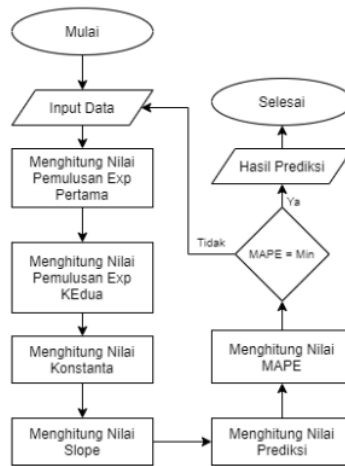 Mulai
Input Data
Menghitung Nilai
Pemulusan Exp
Pertama
Menghitung Nilai
Pemulusan Exp
KEdua
Menghitung Nilai
Konstanta
Menghitung Nilai
Slope
Menghitung Nilai
Prediksi
Menghitung Nilai
MAPE
MAPE = Min
Tidak
Ya
Hasil Prediksi
Selesai